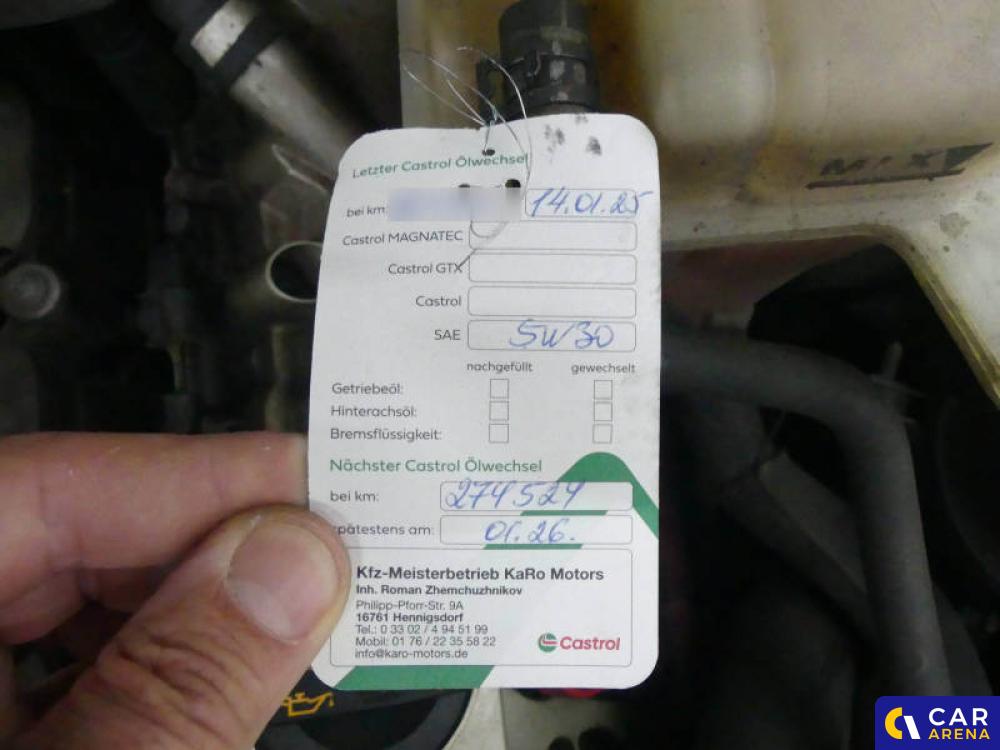 MAX
Letzter Castrol Ölwechsel
bei km: 14.01.25
Castrol MAGNATEC
Castrol GTX
Castrol
SAE 5W30
nachgefüllt gewechselt
Getriebeöl:
Hinterachsöl:
Bremsflüssigkeit:
Nächster Castrol Ölwechsel
bei km: 274524
pätestens am: 01.26.
Kfz-Meisterbetrieb KaRo Motors
Inh. Roman Zhemchuzhnikov
Philipp-Pforr-Str. 9A
16761 Hennigsdorf
Tel.: 0 33 02 / 4 94 51 99
Mobil: 01 76 / 22 35 58 22
info@karo-motors.de
Castrol
CAR
ARENA